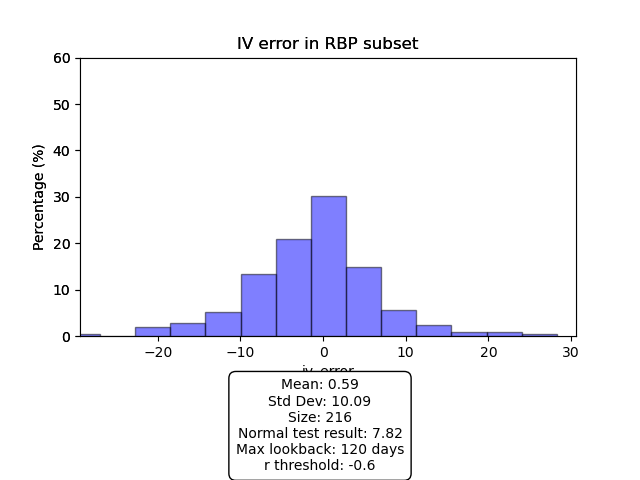 IV error in RBP subset
60
50
40
30
20
10
0
Percentage (%)
−20
−10
0
10
20
30
iv_error
Mean: 0.59
Std Dev: 10.09
Size: 216
Normal test result: 7.82
Max lookback: 120 days
r threshold: -0.6